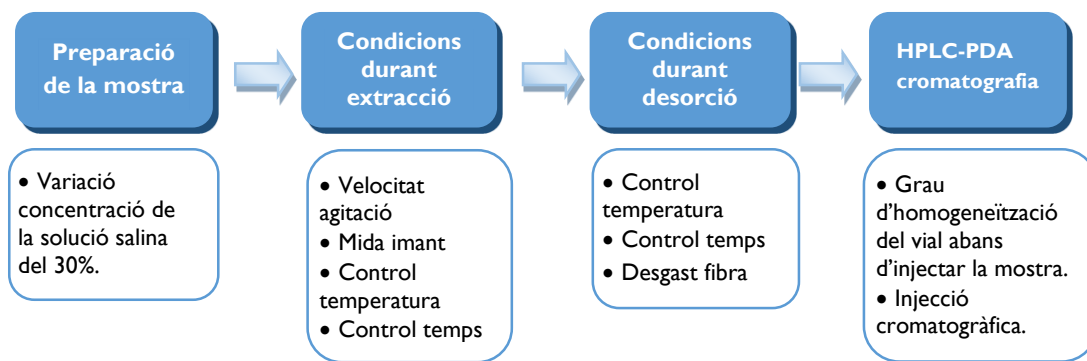 Preparació
de la mostra
• Variació
concentració de
la solució salina
del 30%.
Condicions
durant
extracció
• Velocitat
agitació
• Mida imant
• Control
temperatura
• Control temps
Condicions
durant
desorció
• Control
temperatura
• Control temps
• Desgast fibra
HPLC-PDA
cromatografia
• Grau
d’homogeneïtzació
del vial abans
d’injectar la mostra.
• Injecció
cromatogràfica.